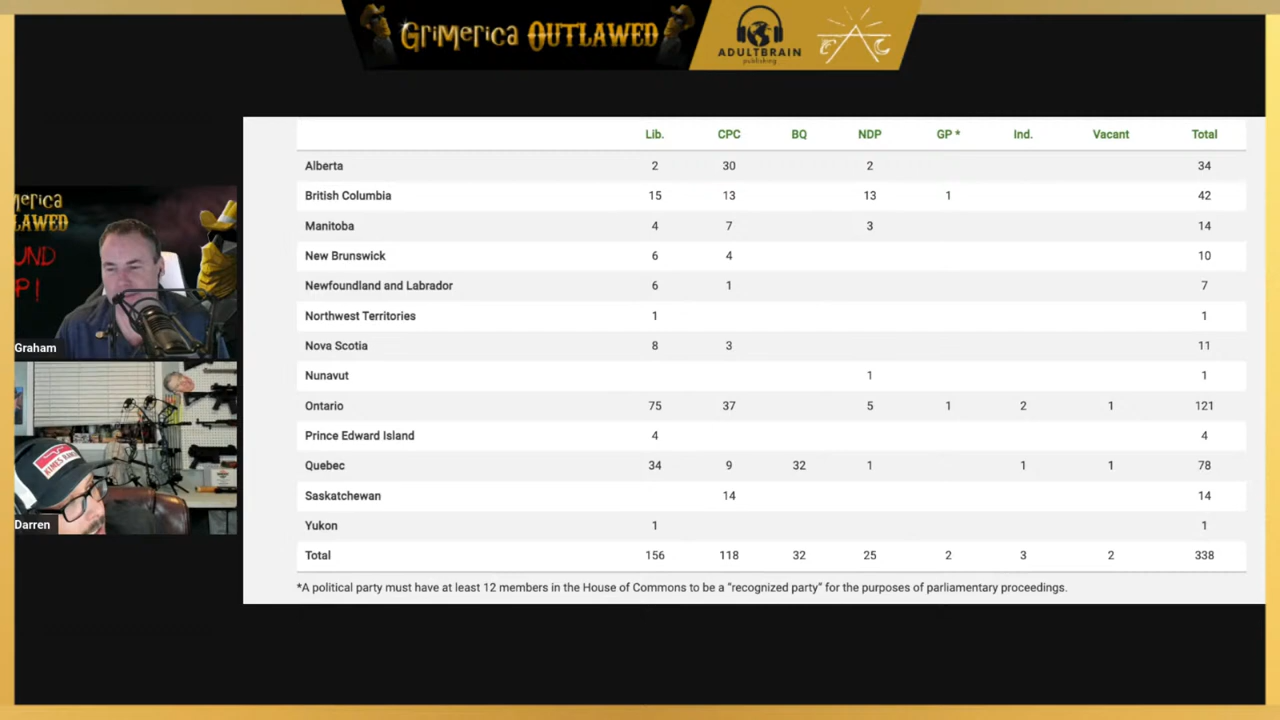 GRIMERICA OUTLAWED
ADULTBRAIN
publishing
merica
LAWED
UND
P!
Graham
KIMES RANCH
Darren
Lib. CPC BQ NDP GP * Ind. Vacant Total
Alberta 2 30 2 34
British Columbia 15 13 13 1 42
Manitoba 4 7 3 14
New Brunswick 6 4 10
Newfoundland and Labrador 6 1 7
Northwest Territories 1 1
Nova Scotia 8 3 11
Nunavut 1 1
Ontario 75 37 5 1 2 1 121
Prince Edward Island 4 4
Quebec 34 9 32 1 1 1 78
Saskatchewan 14 14
Yukon 1 1
Total 156 118 32 25 2 3 2 338
*A political party must have at least 12 members in the House of Commons to be a “recognized party” for the purposes of parliamentary proceedings.